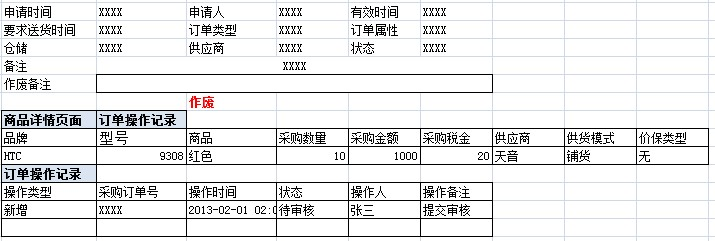 申请时间 XXXX 申请人 XXXX 有效时间 XXXX
要求送货时间 XXXX 订单类型 XXXX 订单属性 XXXX
仓储 XXXX 供应商 XXXX 状态 XXXX
备注 XXXX
作废备注
作废
商品详情页面 订单操作记录
品牌 型号 商品 采购数量 采购金额 采购税金 供应商 供货模式 价保类型
HTC 9308 红色 10 1000 20 天音 铺货 无
订单操作记录
操作类型 采购订单号 操作时间 状态 操作人 操作备注
新增 XXXX 2013-02-01 02:0 待审核 张三 提交审核